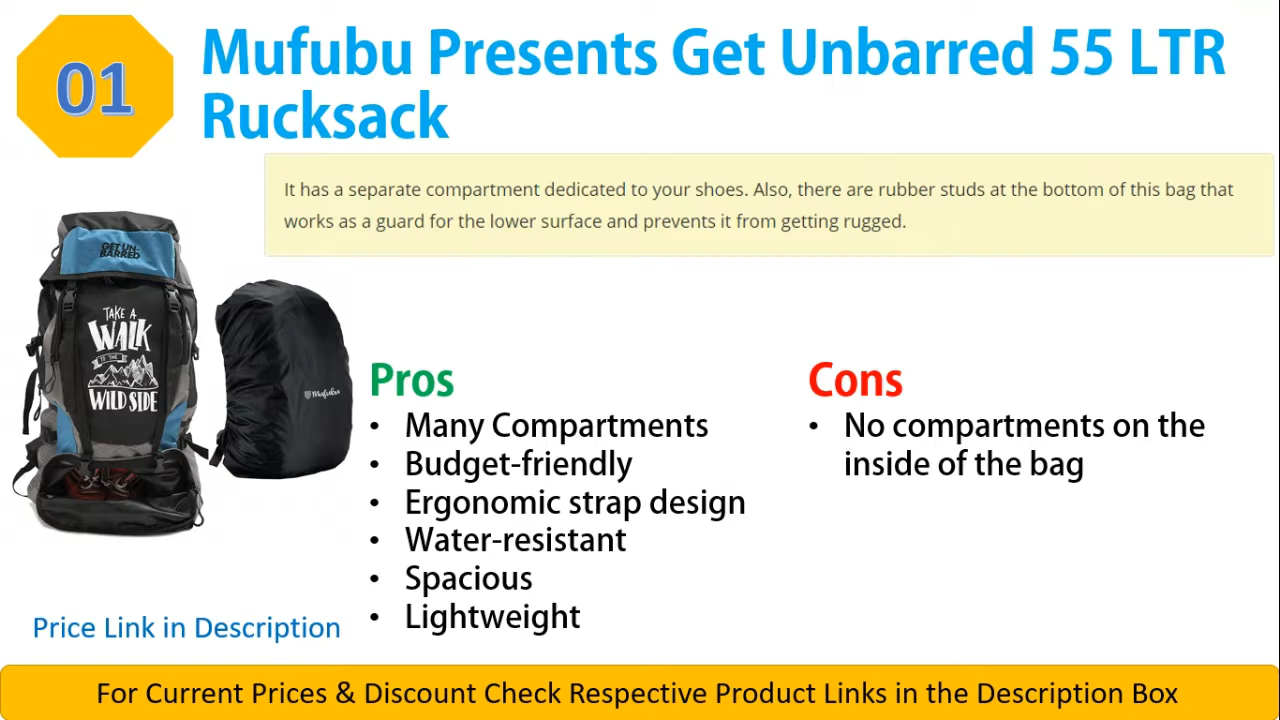 01
Mufubu Presents Get Unbarred 55 LTR
Rucksack
It has a separate compartment dedicated to your shoes. Also, there are rubber studs at the bottom of this bag that
works as a guard for the lower surface and prevents it from getting rugged.
GET UN-
BARRED
TAKE A
WALK
TO THE
WILD SIDE
Mufubu
Pros
• Many Compartments
• Budget-friendly
• Ergonomic strap design
• Water-resistant
• Spacious
• Lightweight
Cons
• No compartments on the
inside of the bag
Price Link in Description
For Current Prices & Discount Check Respective Product Links in the Description Box